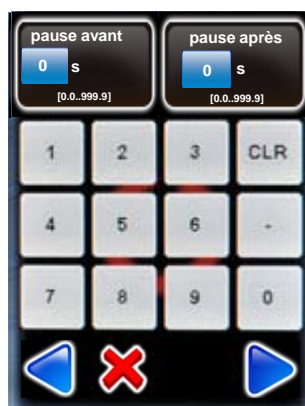 pause avant
0 s
[0.0..999.9]
pause après
0 s
[0.0..999.9]
1 2 3 CLR
4 5 6 -
7 8 9 0